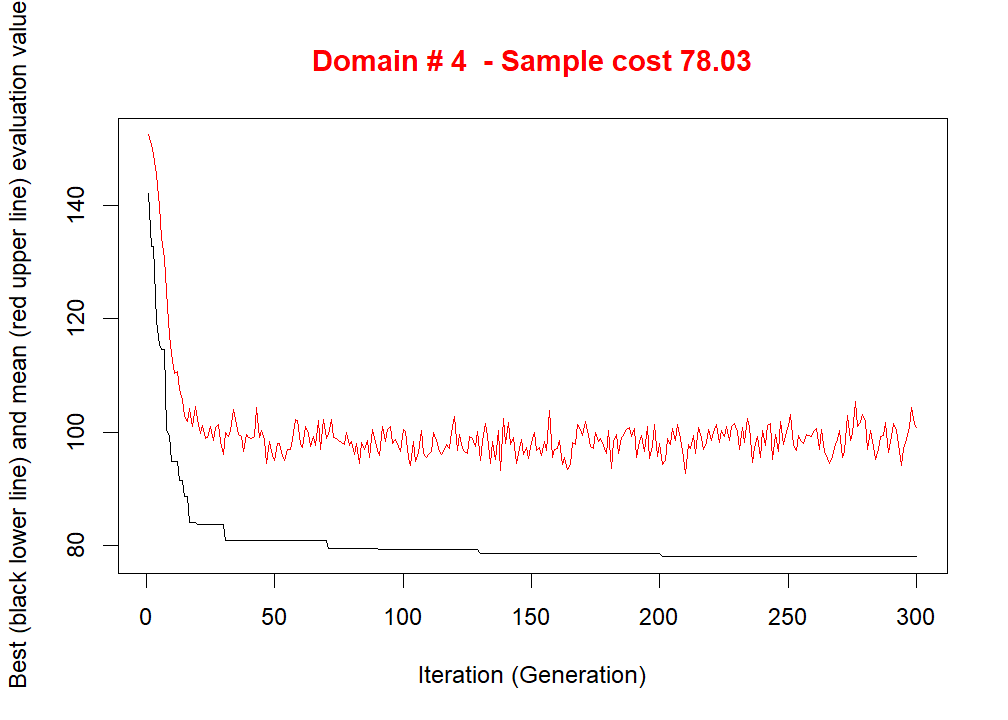 Domain # 4  - Sample cost 78.03
Best (black lower line) and mean (red upper line) evaluation value
140
120
100
80
0 50 100 150 200 250 300
Iteration (Generation)